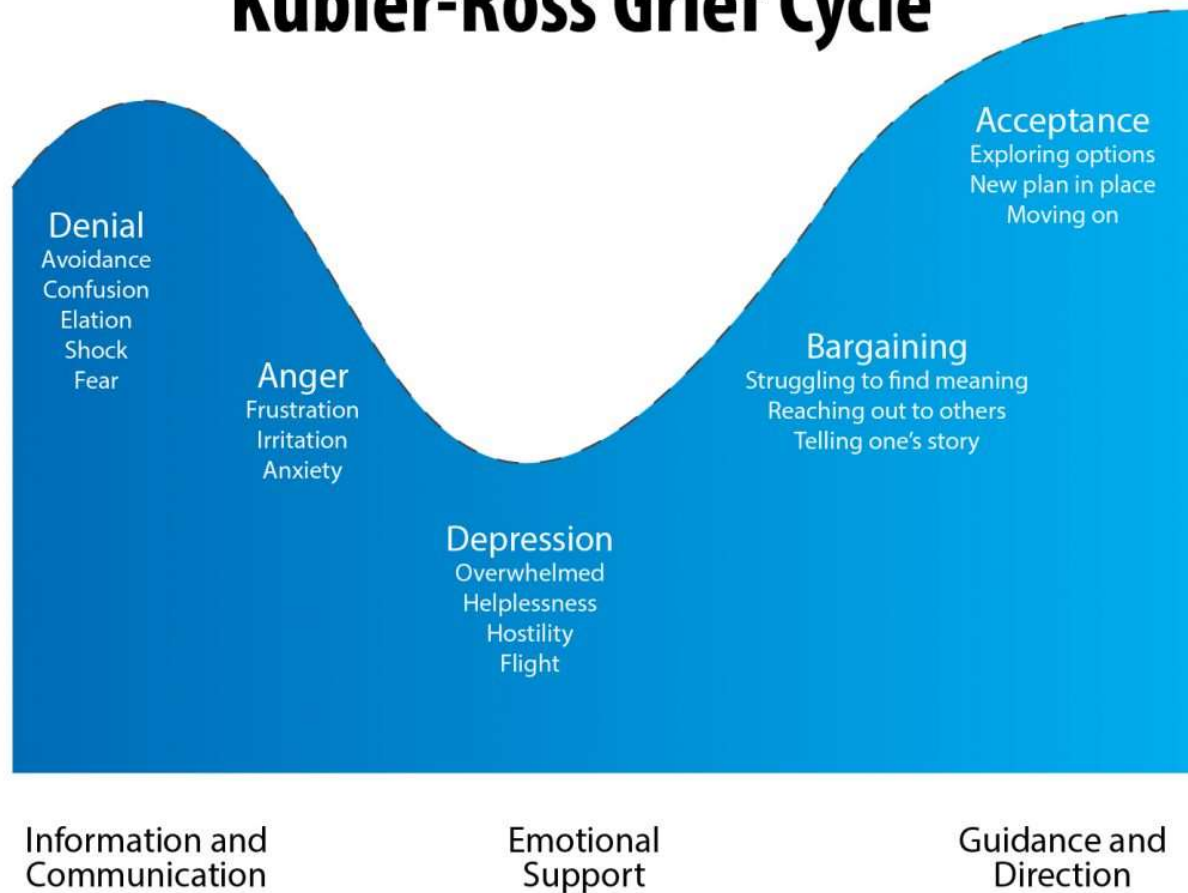 Kubler-Ross Grief Cycle
Denial
Avoidance
Confusion
Elation
Shock
Fear
Anger
Frustration
Irritation
Anxiety
Depression
Overwhelmed
Helplessness
Hostility
Flight
Bargaining
Struggling to find meaning
Reaching out to others
Telling one's story
Acceptance
Exploring options
New plan in place
Moving on
Information and
Communication
Emotional
Support
Guidance and
Direction